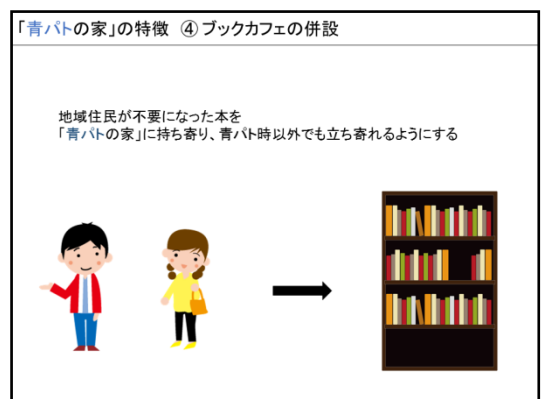 「青パトの家」の特徴 ④ ブックカフェの併設
地域住民が不要になった本を
「青パトの家」に持ち寄り、青パト時以外でも立ち寄れるようにする